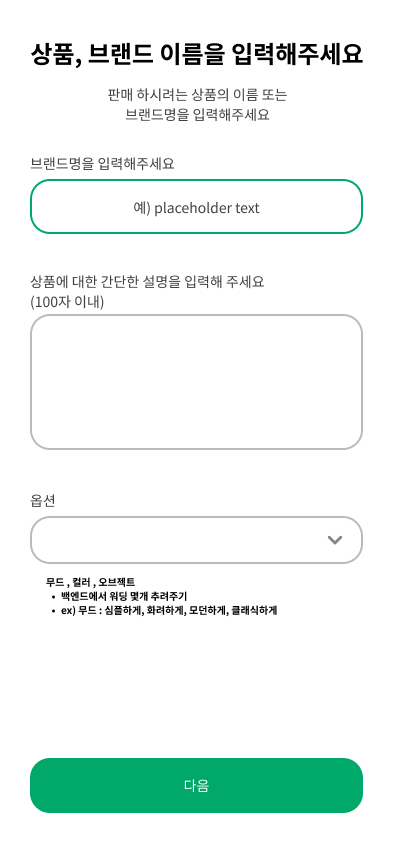 상품, 브랜드 이름을 입력해주세요
판매 하시려는 상품의 이름 또는
브랜드명을 입력해주세요
브랜드명을 입력해주세요
예) placeholder text
상품에 대한 간단한 설명을 입력해 주세요
(100자 이내)
옵션
무드 , 컬러 , 오브젝트
• 백엔드에서 워딩 몇개 추려주기
• ex) 무드 : 심플하게, 화려하게, 모던하게, 클래식하게
다음